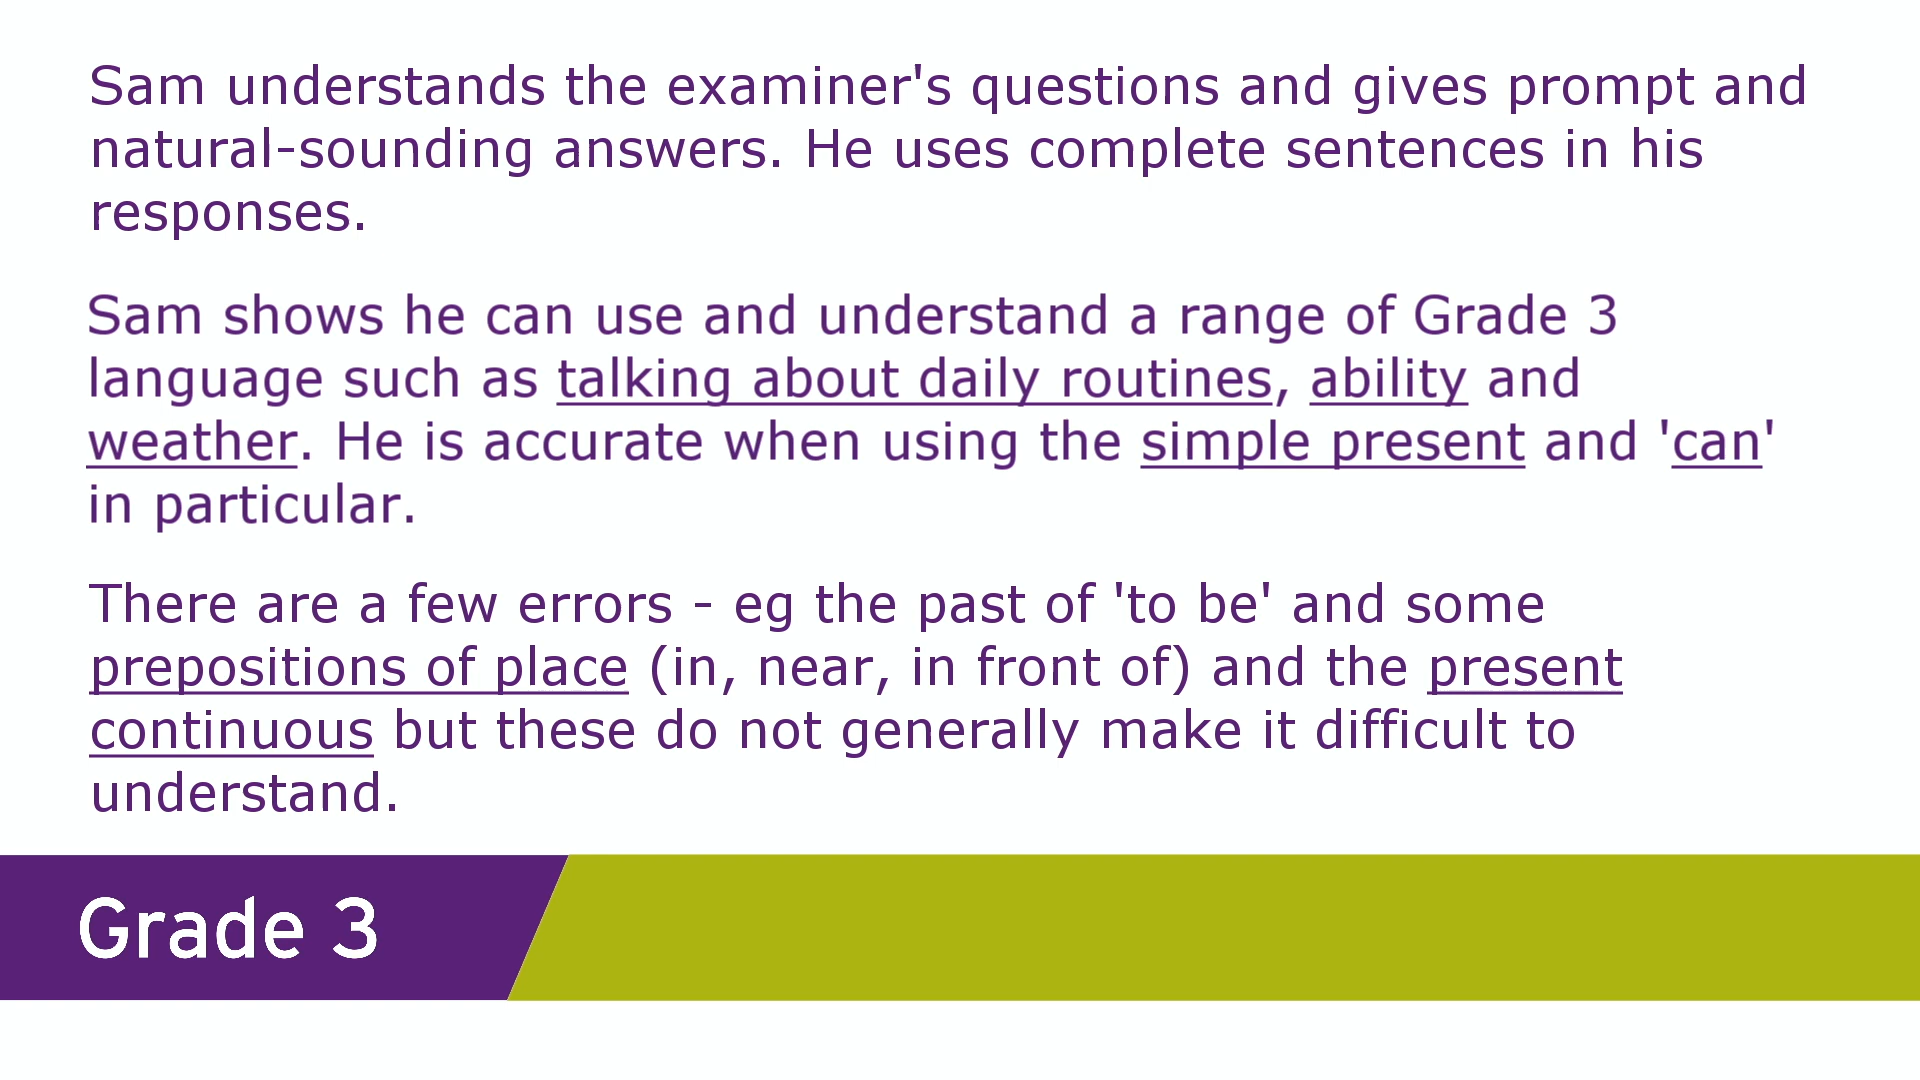 Sam understands the examiner's questions and gives prompt and
natural-sounding answers. He uses complete sentences in his
responses.
Sam shows he can use and understand a range of Grade 3
language such as talking about daily routines, ability and
weather. He is accurate when using the simple present and 'can'
in particular.
There are a few errors - eg the past of 'to be' and some
prepositions of place (in, near, in front of) and the present
continuous but these do not generally make it difficult to
understand.
Grade 3